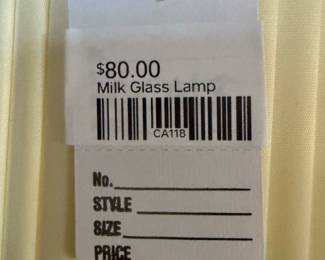 $80.00
Milk Glass Lamp
CA118
No.
STYLE
SIZE
PRICE